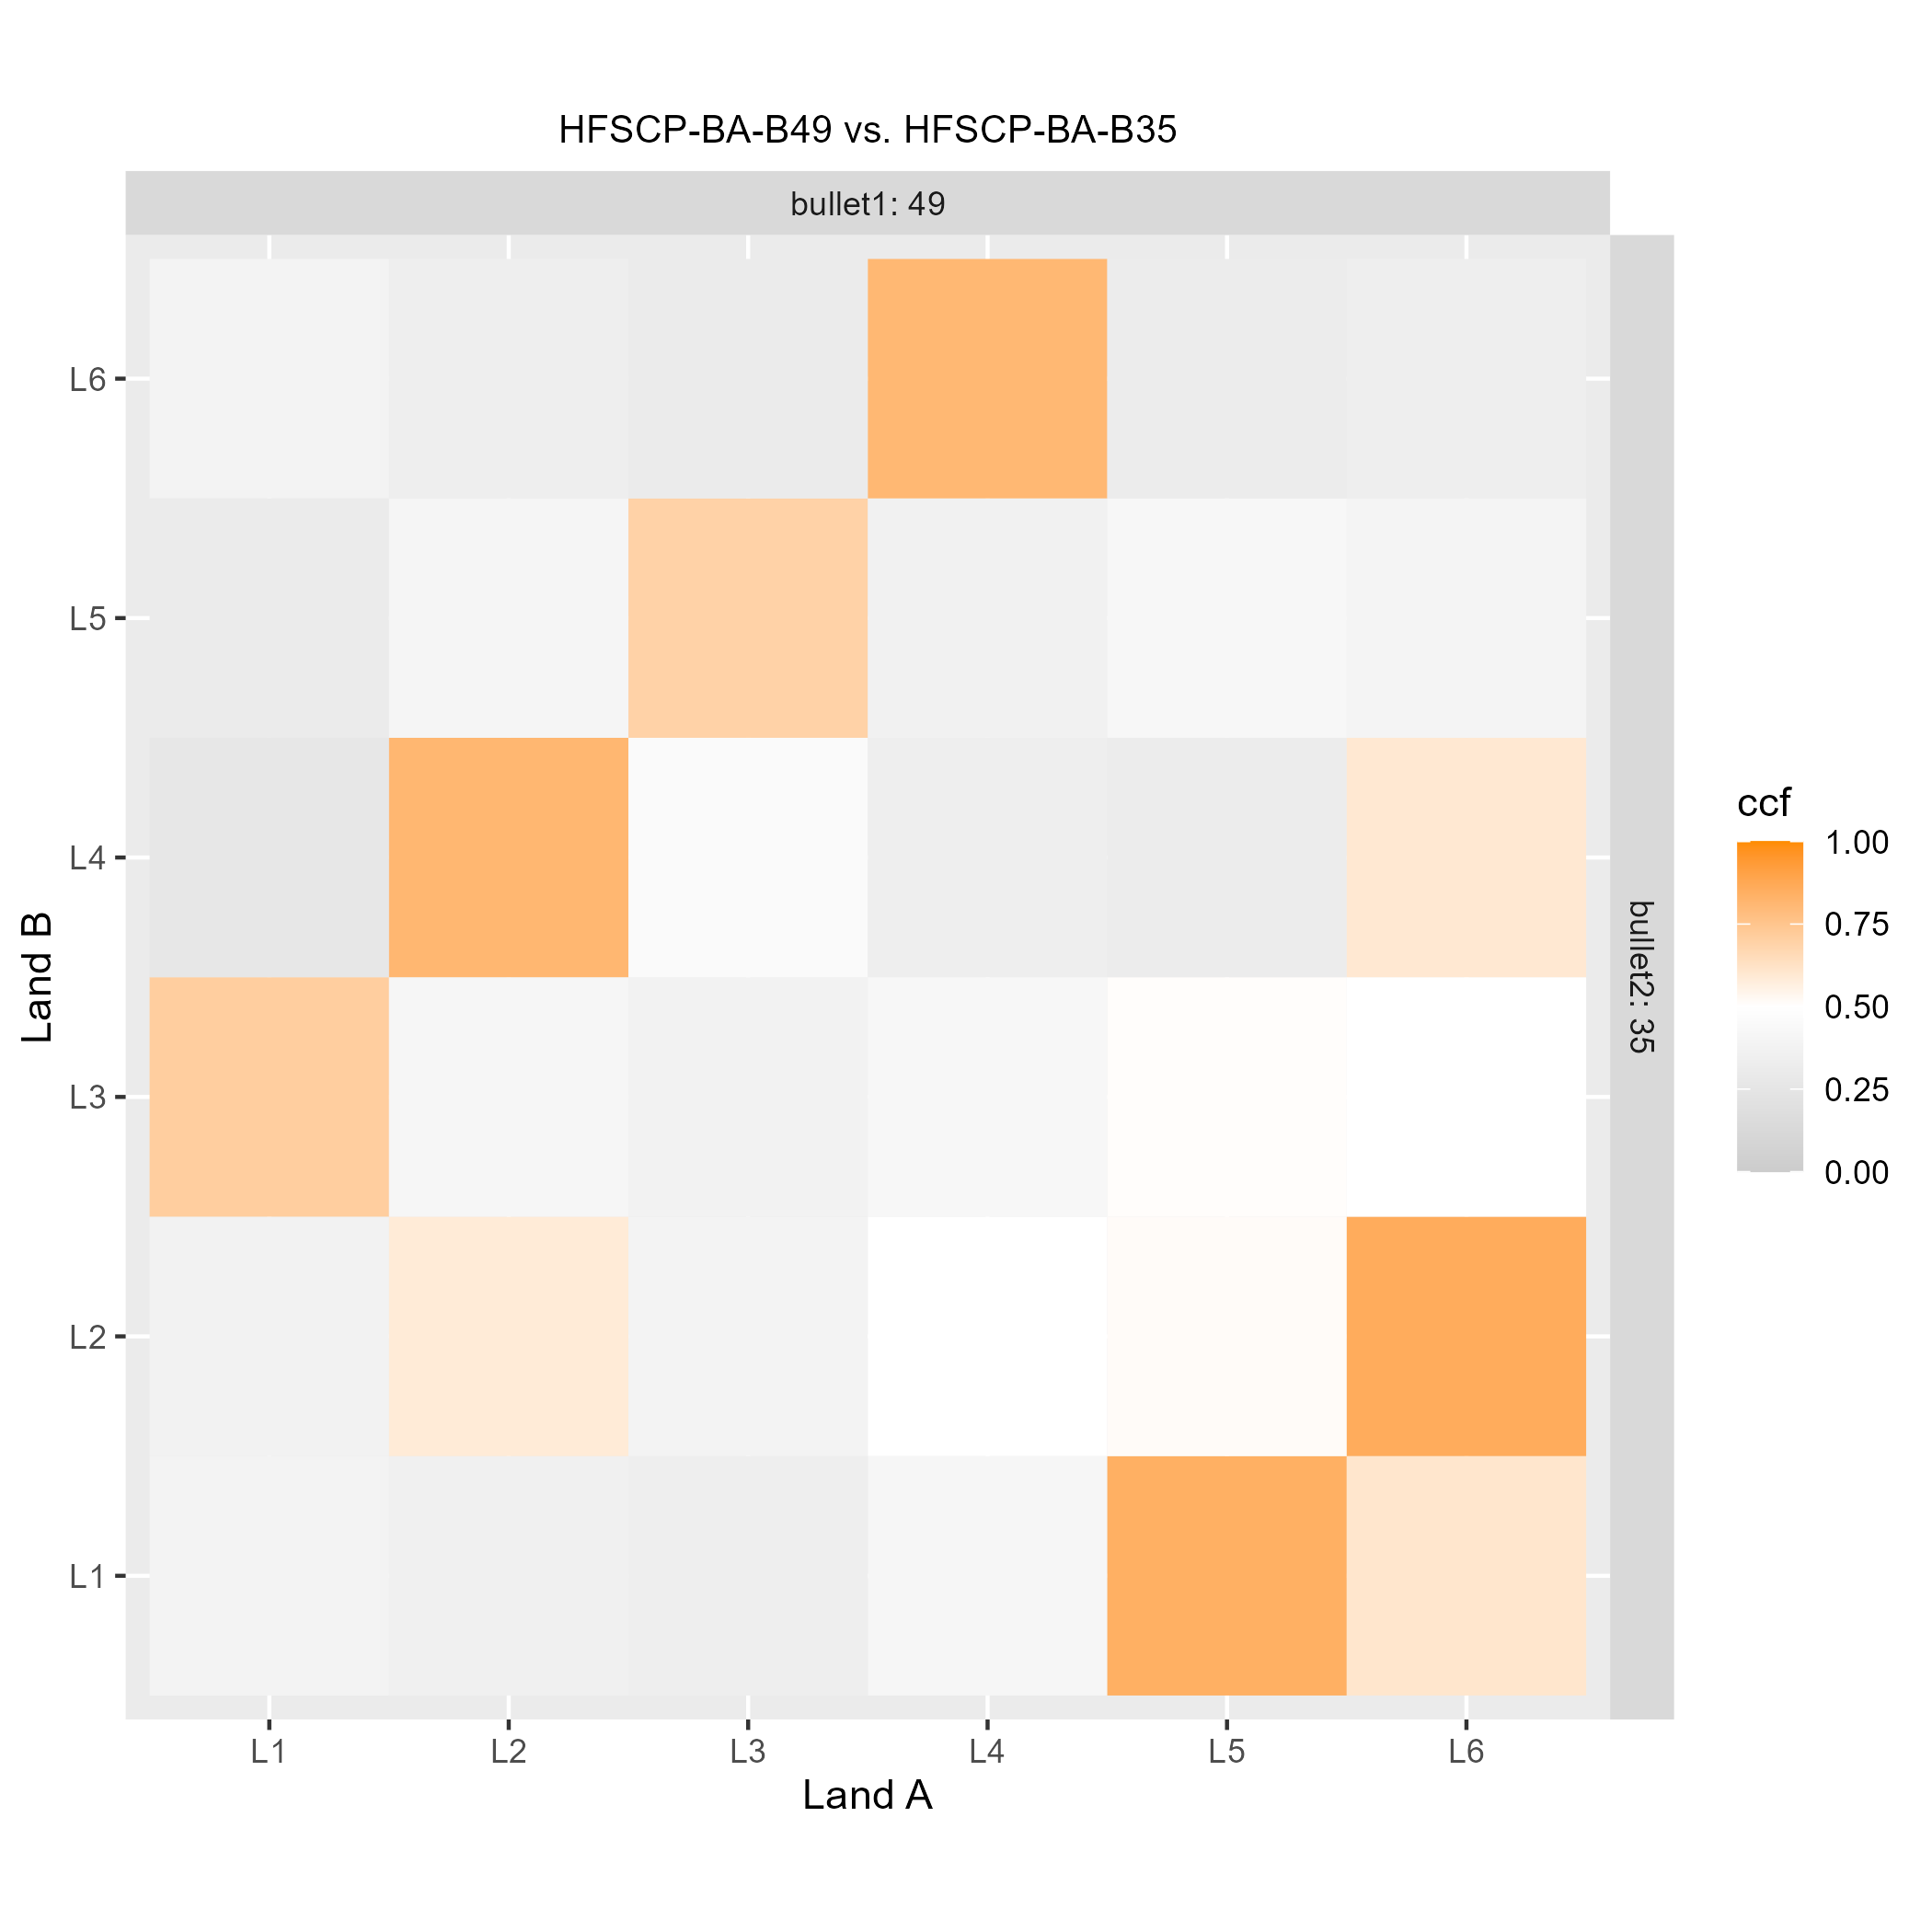 HFSCP-BA-B49 vs. HFSCP-BA-B35
bullet1: 49
L6
L5
L4
L3
L2
L1
Land B
bullet2: 35
L1
L2
L3
L4
L5
L6
Land A
ccf
1.00
0.75
0.50
0.25
0.00